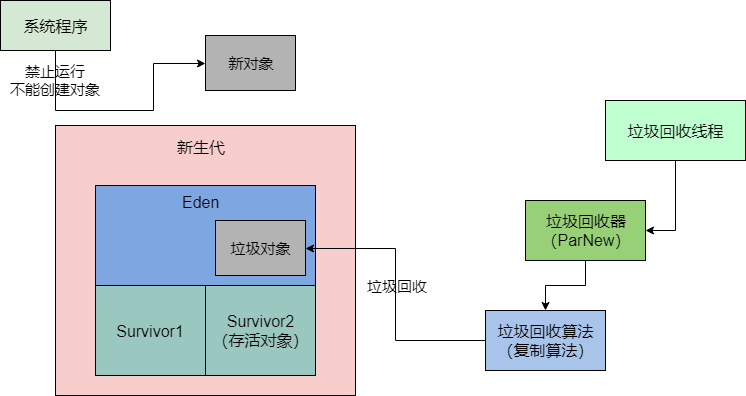 系统程序
禁止运行
不能创建对象
新对象
新生代
Eden
垃圾对象
Survivor1
Survivor2
（存活对象）
垃圾回收
垃圾回收线程
垃圾回收器
（ParNew）
垃圾回收算法
（复制算法）